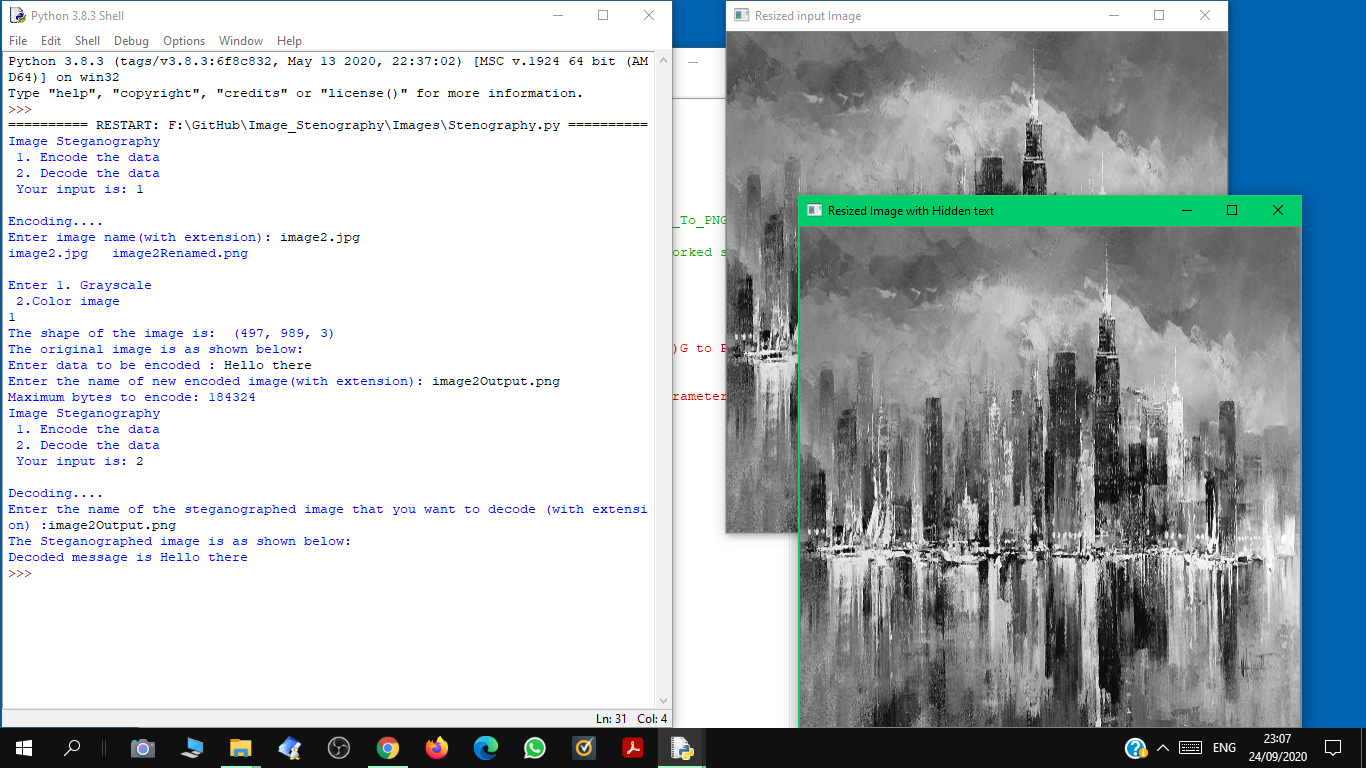 Python 3.8.3 Shell
File Edit Shell Debug Options Window Help
Python 3.8.3 (tags/v3.8.3:6f8c832, May 13 2020, 22:37:02) [MSC v.1924 64 bit (AM
D64)] on win32
Type "help", "copyright", "credits" or "license()" for more information.
>>>
========== RESTART: F:\GitHub\Image_Stenography\Images\Stenography.py ==========
Image Steganography
1. Encode the data
2. Decode the data
Your input is: 1
Encoding....
Enter image name(with extension): image2.jpg
image2.jpg image2Renamed.png
Enter 1. Grayscale
2.Color image
1
The shape of the image is: (497, 989, 3)
The original image is as shown below:
Enter data to be encoded : Hello there
Enter the name of new encoded image(with extension): image2Output.png
Maximum bytes to encode: 184324
Image Steganography
1. Encode the data
2. Decode the data
Your input is: 2
Decoding....
Enter the name of the steganographed image that you want to decode (with extensi
on) :image2Output.png
The Steganographed image is as shown below:
Decoded message is Hello there
>>>
Ln: 31 Col: 4
_To_PNG
orked s
)G to
rameter
Resized input Image
Resized Image with Hidden text
ENG
23:07
24/09/2020